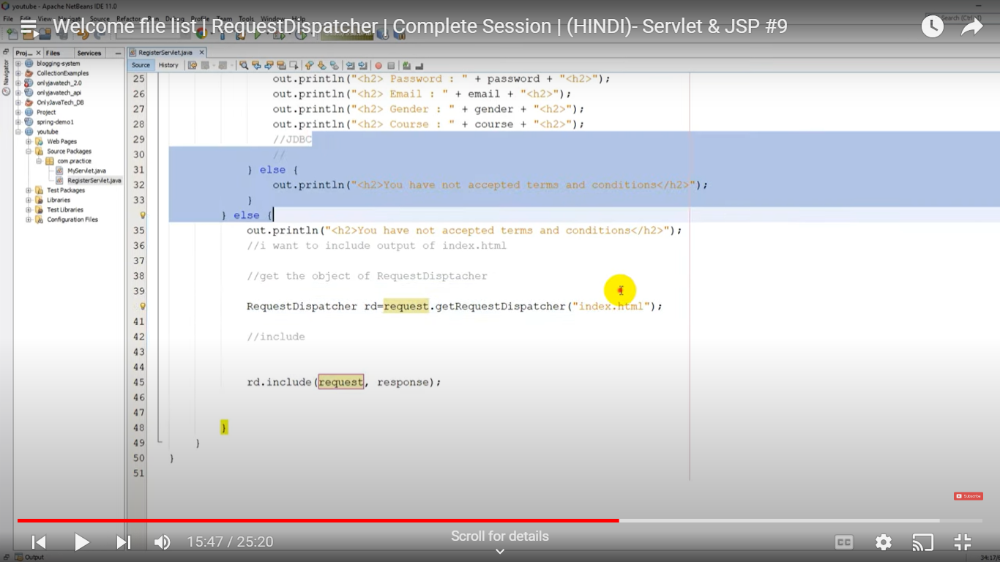 youtube - Apache NetBeans IDE 11.0
File Edit View Navigate Source Refactor Run Debug Profile Team Tools Window Help
Welcome file list | RequestDispatcher | Complete Session | (HINDI)- Servlet & JSP #9
Proj... Files Services
RegisterServlet.java
Source History
Navigator
blogging-system
CollectionExamples
onlyjavatech_2.0
onlyjavatech_api
OnlyJavaTech_DB
Project
spring-demo1
youtube
Web Pages
Source Packages
com.practice
MyServlet.java
RegisterServlet.java
Test Packages
Libraries
Test Libraries
Configuration Files
25 out.println("<h2> Password : " + password + "<h2>");
26 out.println("<h2> Email : " + email + "<h2>");
27 out.println("<h2> Gender : " + gender + "<h2>");
28 out.println("<h2> Course : " + course + "<h2>");
29 //JDBC
30 //
31 } else {
32 out.println("<h2>You have not accepted terms and conditions</h2>");
33 }
} else {
35 out.println("<h2>You have not accepted terms and conditions</h2>");
36 //i want to include output of index.html
37
38 //get the object of RequestDisptacher
39
RequestDispatcher rd=request.getRequestDispatcher("index.html");
41
42 //include
43
44
45 rd.include(request, response);
46
47
48 }
49 }
50 }
51
Subscribe
15:47 / 25:20
Scroll for details
CC
Output